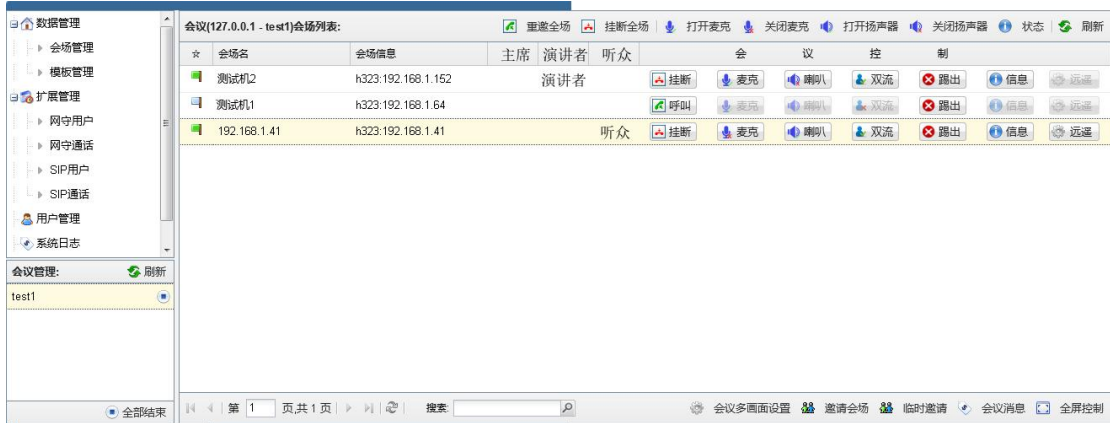 数据管理
会场管理
模板管理
扩展管理
网守用户
网守通话
SIP用户
SIP通话
用户管理
系统日志
会议管理: 刷新
test1
全部结束
会议(127.0.0.1 - test1)会场列表: 重邀全场 挂断全场 打开麦克 关闭麦克 打开扬声器 关闭扬声器 状态 刷新
会场名 会场信息 主席 演讲者 听众 会 议 控 制
测试机2 h323:192.168.1.152 演讲者 挂断 麦克 喇叭 双流 踢出 信息 远遥
测试机1 h323:192.168.1.64 呼叫 麦克 喇叭 双流 踢出 信息 远遥
192.168.1.41 h323:192.168.1.41 听众 挂断 麦克 喇叭 双流 踢出 信息 远遥
第 1 页,共 1 页 搜索: 会议多画面设置 邀请会场 临时邀请 会议消息 全屏控制